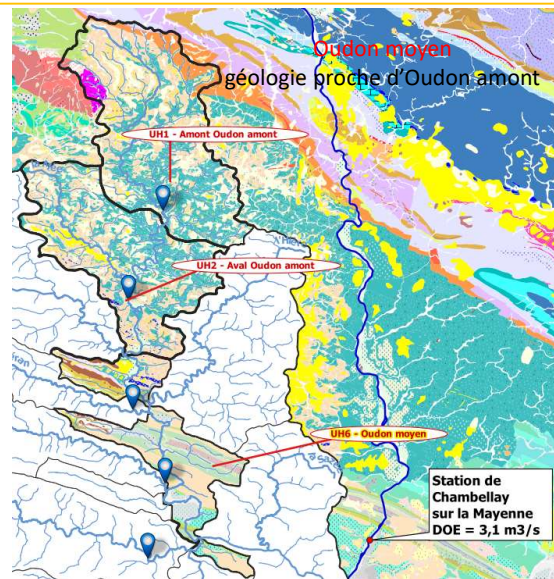 Oudon moyen
géologie proche d'Oudon amont
UH1 - Amont Oudon amont
UH2 - Aval Oudon amont
UH6 - Oudon moyen
Station de
Chambellay
sur la Mayenne
DOE = 3,1 m3/s